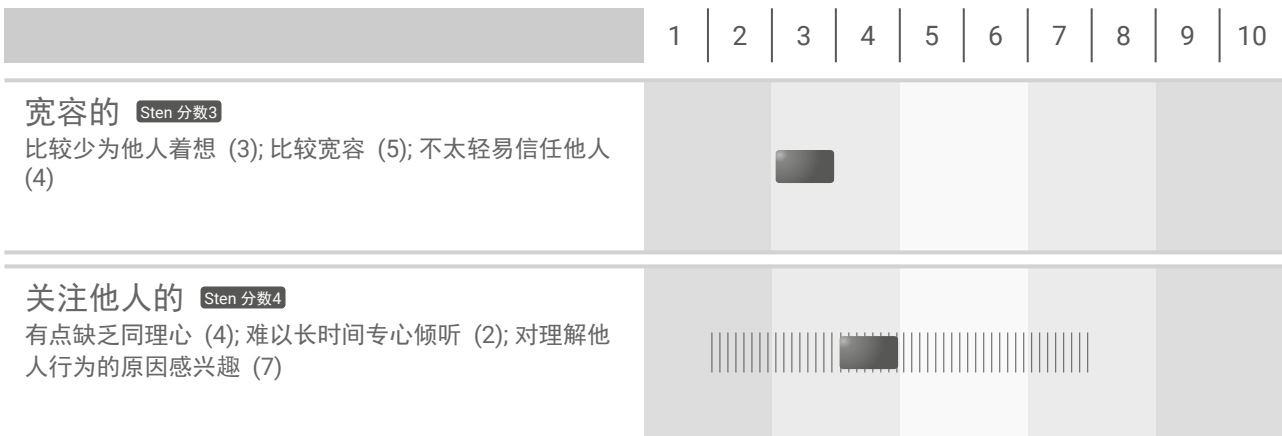 1 2 3 4 5 6 7 8 9 10
宽容的 Sten 分数3
比较少为他人着想 (3); 比较宽容 (5); 不太轻易信任他人
(4)
关注他人的 Sten 分数4
有点缺乏同理心 (4); 难以长时间专心倾听 (2); 对理解他
人行为的原因感兴趣 (7)